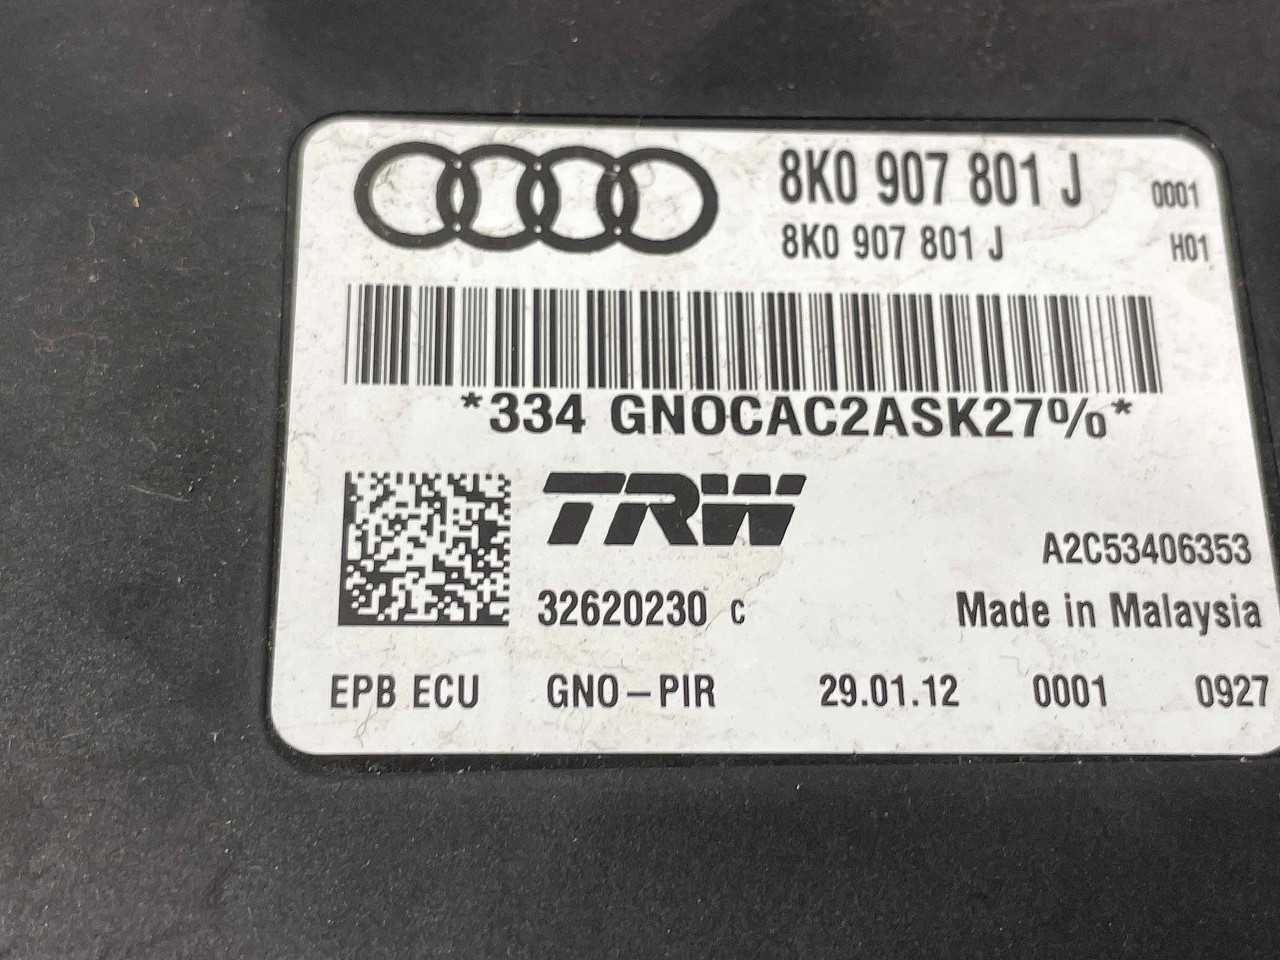 8K0 907 801 J 0001
8K0 907 801 J H01
*334 GNOCAC2ASK27%*
TRW
A2C53406353
32620230 C Made in Malaysia
EPB ECU GNO-PIR 29.01.12 0001 0927